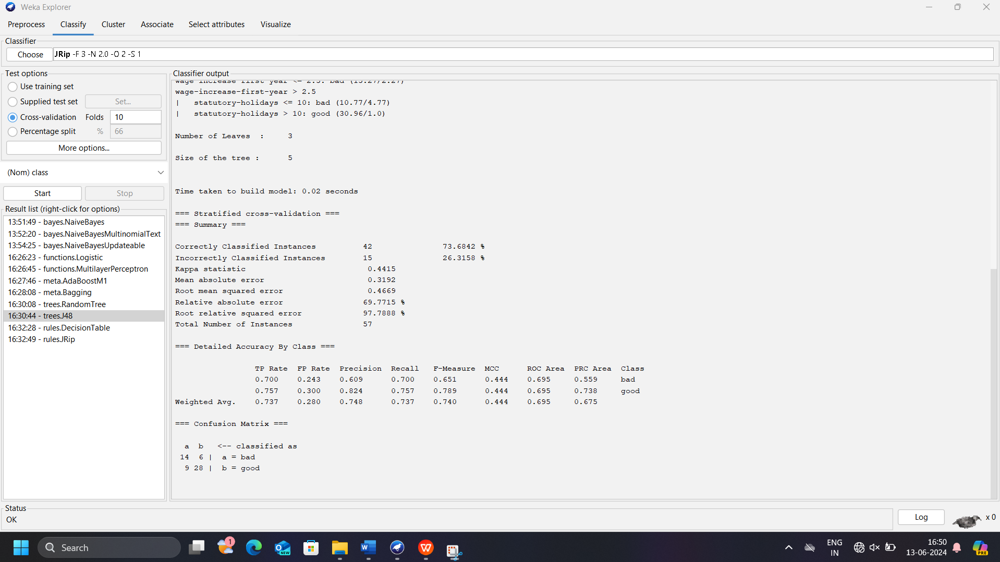 Weka Explorer
Preprocess Classify Cluster Associate Select attributes Visualize
Classifier
Choose JRip -F 3 -N 2.0 -O 2 -S 1
Test options
Use training set
Supplied test set Set...
Cross-validation Folds 10
Percentage split % 66
More options...
(Nom) class
Start Stop
Result list (right-click for options)
13:51:49 - bayes.NaiveBayes
13:52:20 - bayes.NaiveBayesMultinomialText
13:54:25 - bayes.NaiveBayesUpdateable
16:26:23 - functions.Logistic
16:26:45 - functions.MultilayerPerceptron
16:27:46 - meta.AdaBoostM1
16:28:08 - meta.Bagging
16:30:08 - trees.RandomTree
16:30:44 - trees.J48
16:32:28 - rules.DecisionTable
16:32:49 - rules.JRip
Classifier output
wage-increase-first-year <= 2.5: bad (15.27/2.27)
wage-increase-first-year > 2.5
| statutory-holidays <= 10: bad (10.77/4.77)
| statutory-holidays > 10: good (30.96/1.0)
Number of Leaves : 3
Size of the tree : 5
Time taken to build model: 0.02 seconds
=== Stratified cross-validation ===
=== Summary ===
Correctly Classified Instances 42 73.6842 %
Incorrectly Classified Instances 15 26.3158 %
Kappa statistic 0.4415
Mean absolute error 0.3192
Root mean squared error 0.4669
Relative absolute error 69.7715 %
Root relative squared error 97.7888 %
Total Number of Instances 57
=== Detailed Accuracy By Class ===
TP Rate FP Rate Precision Recall F-Measure MCC ROC Area PRC Area Class
0.700 0.243 0.609 0.700 0.651 0.444 0.695 0.559 bad
0.757 0.300 0.824 0.757 0.789 0.444 0.695 0.738 good
Weighted Avg. 0.737 0.280 0.748 0.737 0.740 0.444 0.695 0.675
=== Confusion Matrix ===
a b <-- classified as
14 6 | a = bad
9 28 | b = good
Status
OK
Log x 0
Search
1
NEW
ENG
IN
16:50
13-06-2024
PRE